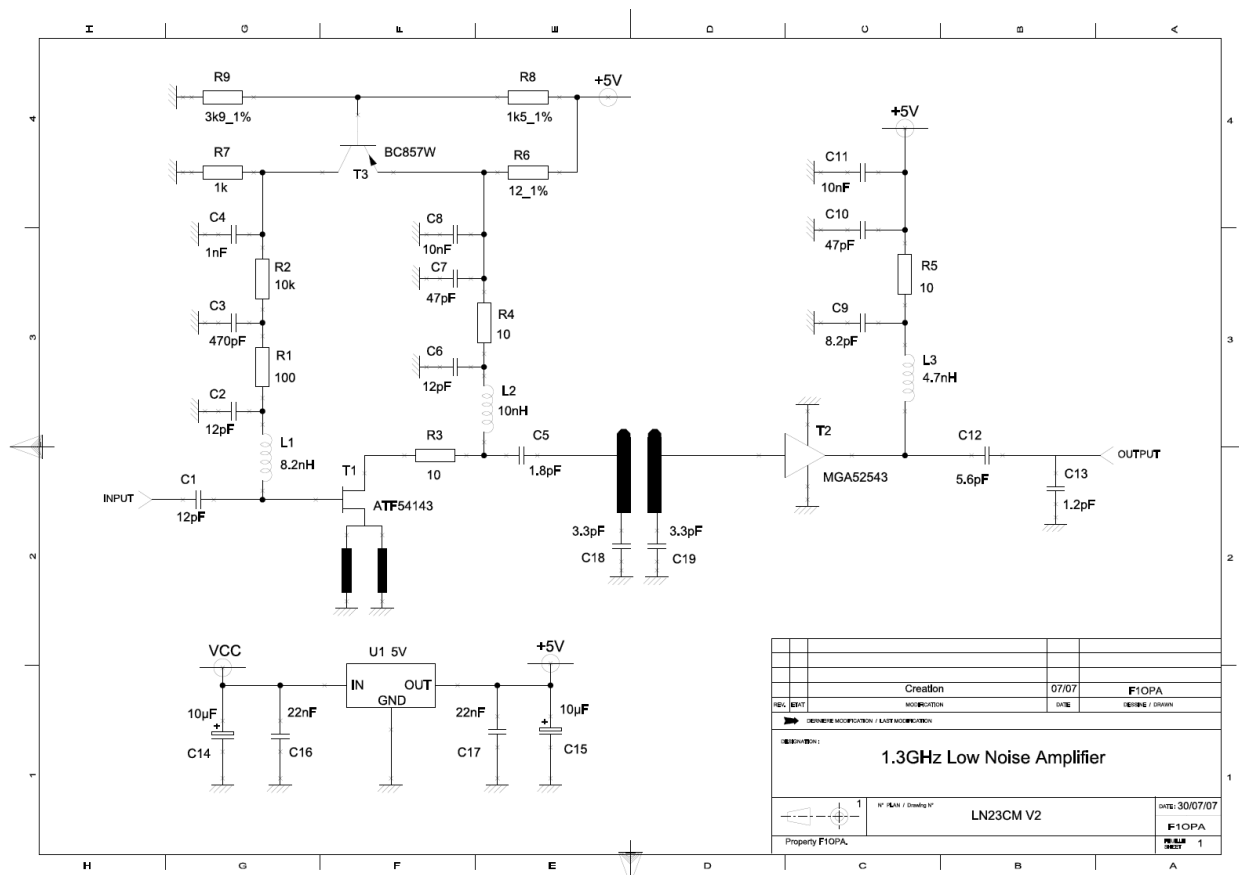 H G F E D C B A
4
3
2
1
4
3
2
1
R9
3k9_1%
R8
1k5_1%
+5V
BC857W
T3
R7
1k
R6
12_1%
C4
1nF
R2
10k
C3
470pF
R1
100
C2
12pF
L1
8.2nH
C8
10nF
C7
47pF
R4
10
C6
12pF
L2
10nH
R3
10
C5
1.8pF
INPUT
C1
12pF
T1
ATF54143
3.3pF
C18
3.3pF
C19
+5V
C11
10nF
C10
47pF
R5
10
C9
8.2pF
L3
4.7nH
T2
MGA52543
C12
5.6pF
C13
1.2pF
OUTPUT
VCC
U1 5V
+5V
IN OUT
GND
10µF
+
C14
22nF
C16
22nF
C17
10µF
+
C15
Creation 07/07 F1OPA
REV. ETAT MODIFICATION DATE DESSINE / DRAWN
DERNIERE MODIFICATION / LAST MODIFICATION
DESIGNATION :
1.3GHz Low Noise Amplifier
1
N° PLAN / Drawing N°
LN23CM V2
DATE: 30/07/07
F1OPA
Property F1OPA.
SHEET 1
H G F E D C B A